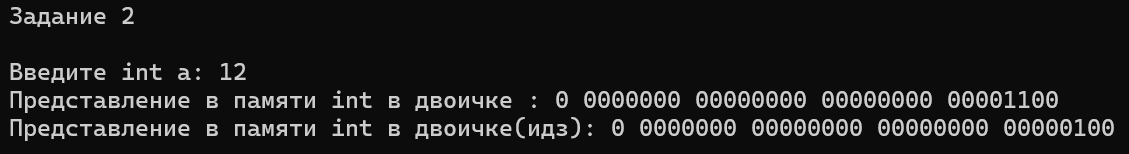 Задание 2
Введите int a: 12
Представление в памяти int в двоичке : 0 0000000 00000000 00000000 00001100
Представление в памяти int в двоичке(идз): 0 0000000 00000000 00000000 00000100